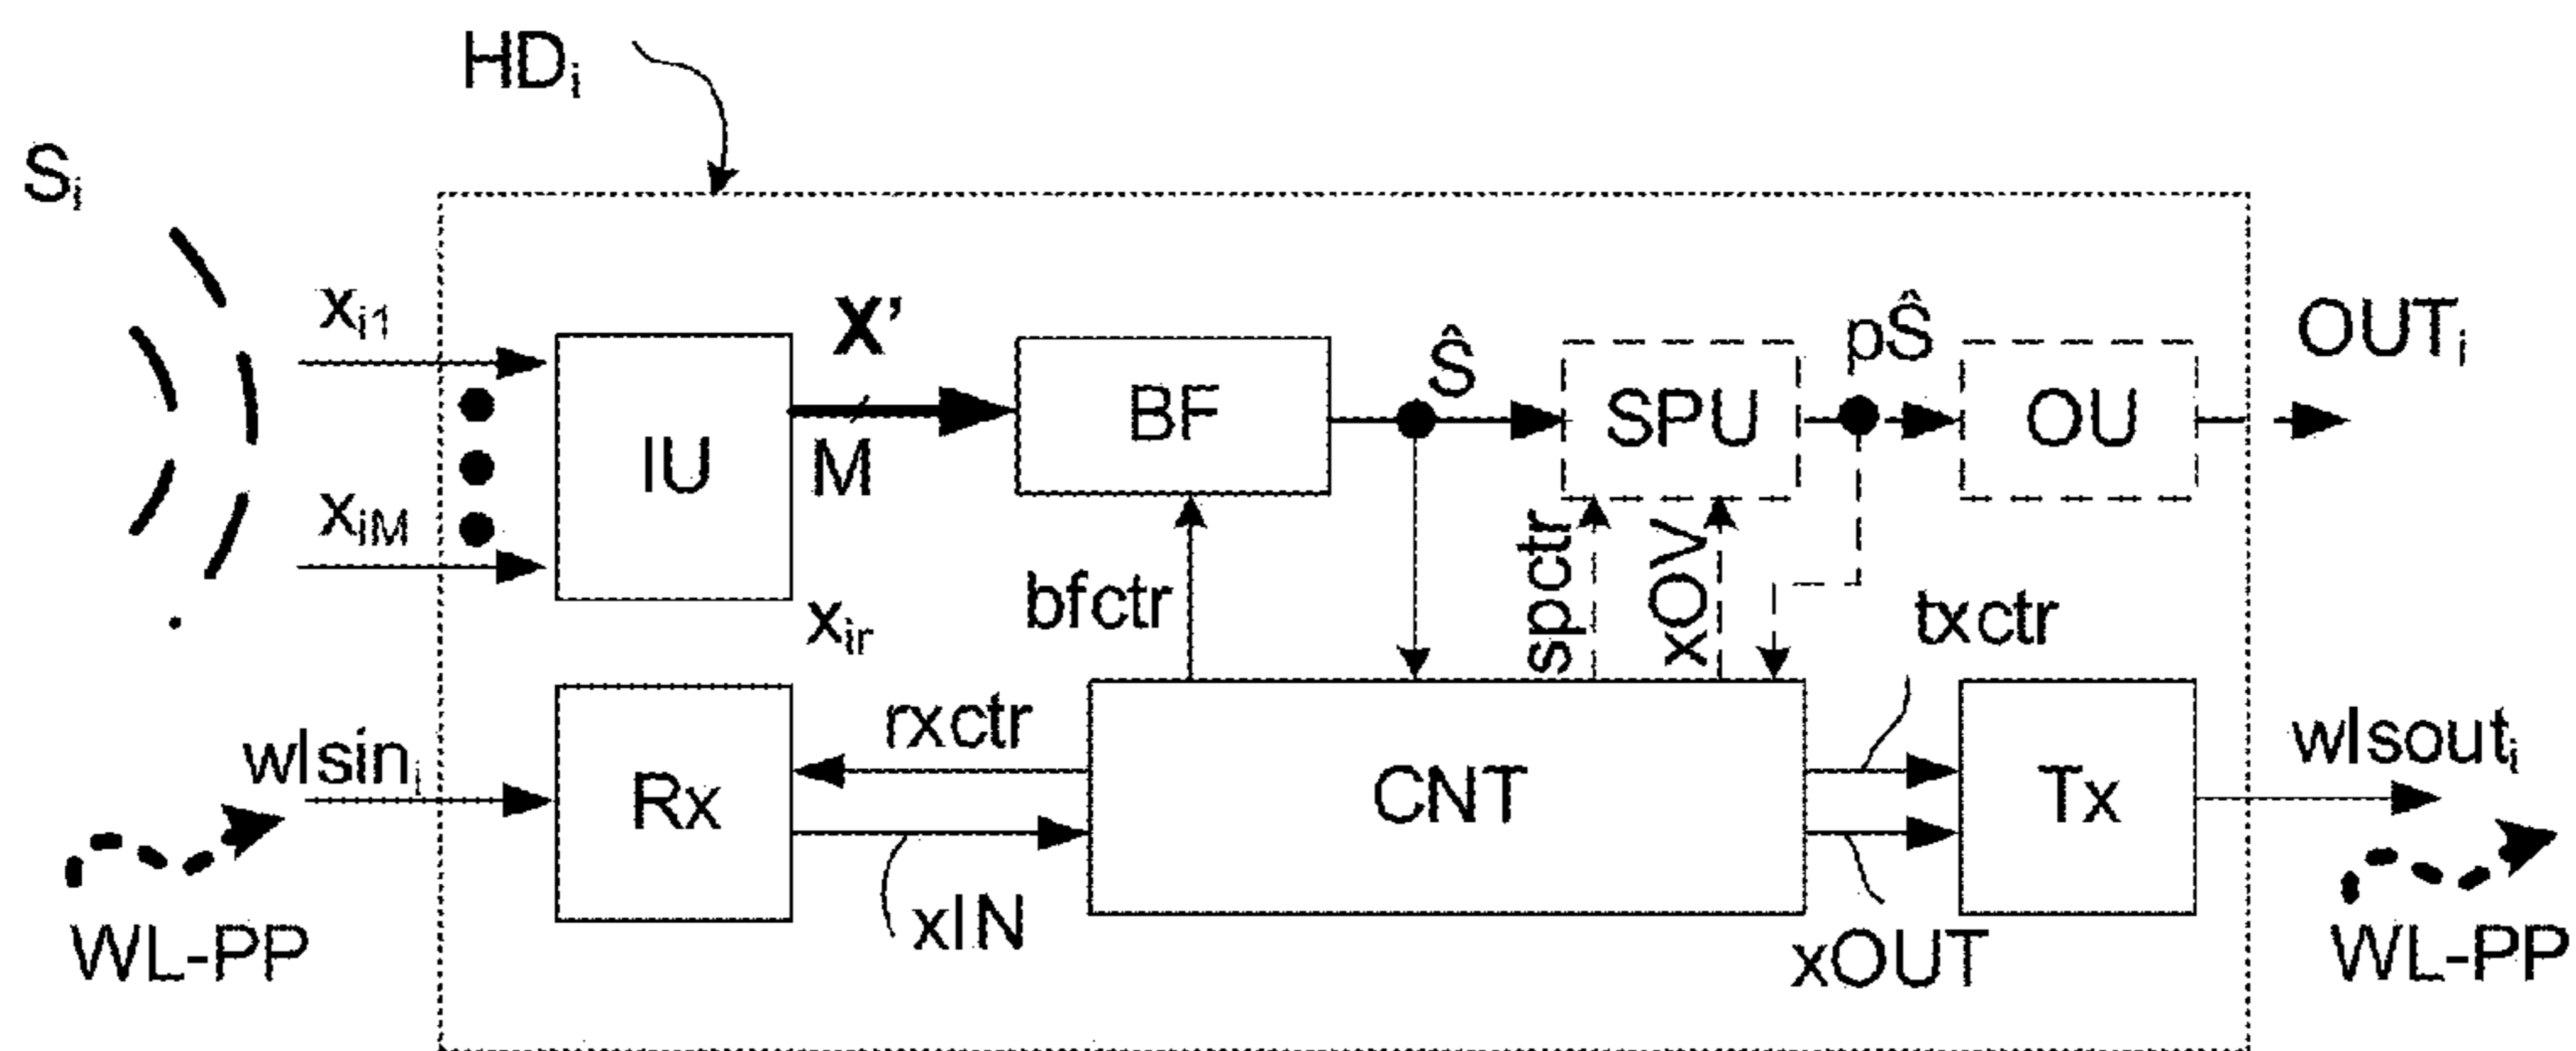 HDi
Si
xi1
X'
Ŝ
pŜ
OUTi
IU
BF
SPU
OU
M
xiM
xir
bfctr
spctr
xOV
txctr
wlsini
rxctr
wlsouti
Rx
CNT
Tx
WL-PP
xIN
xOUT
WL-PP